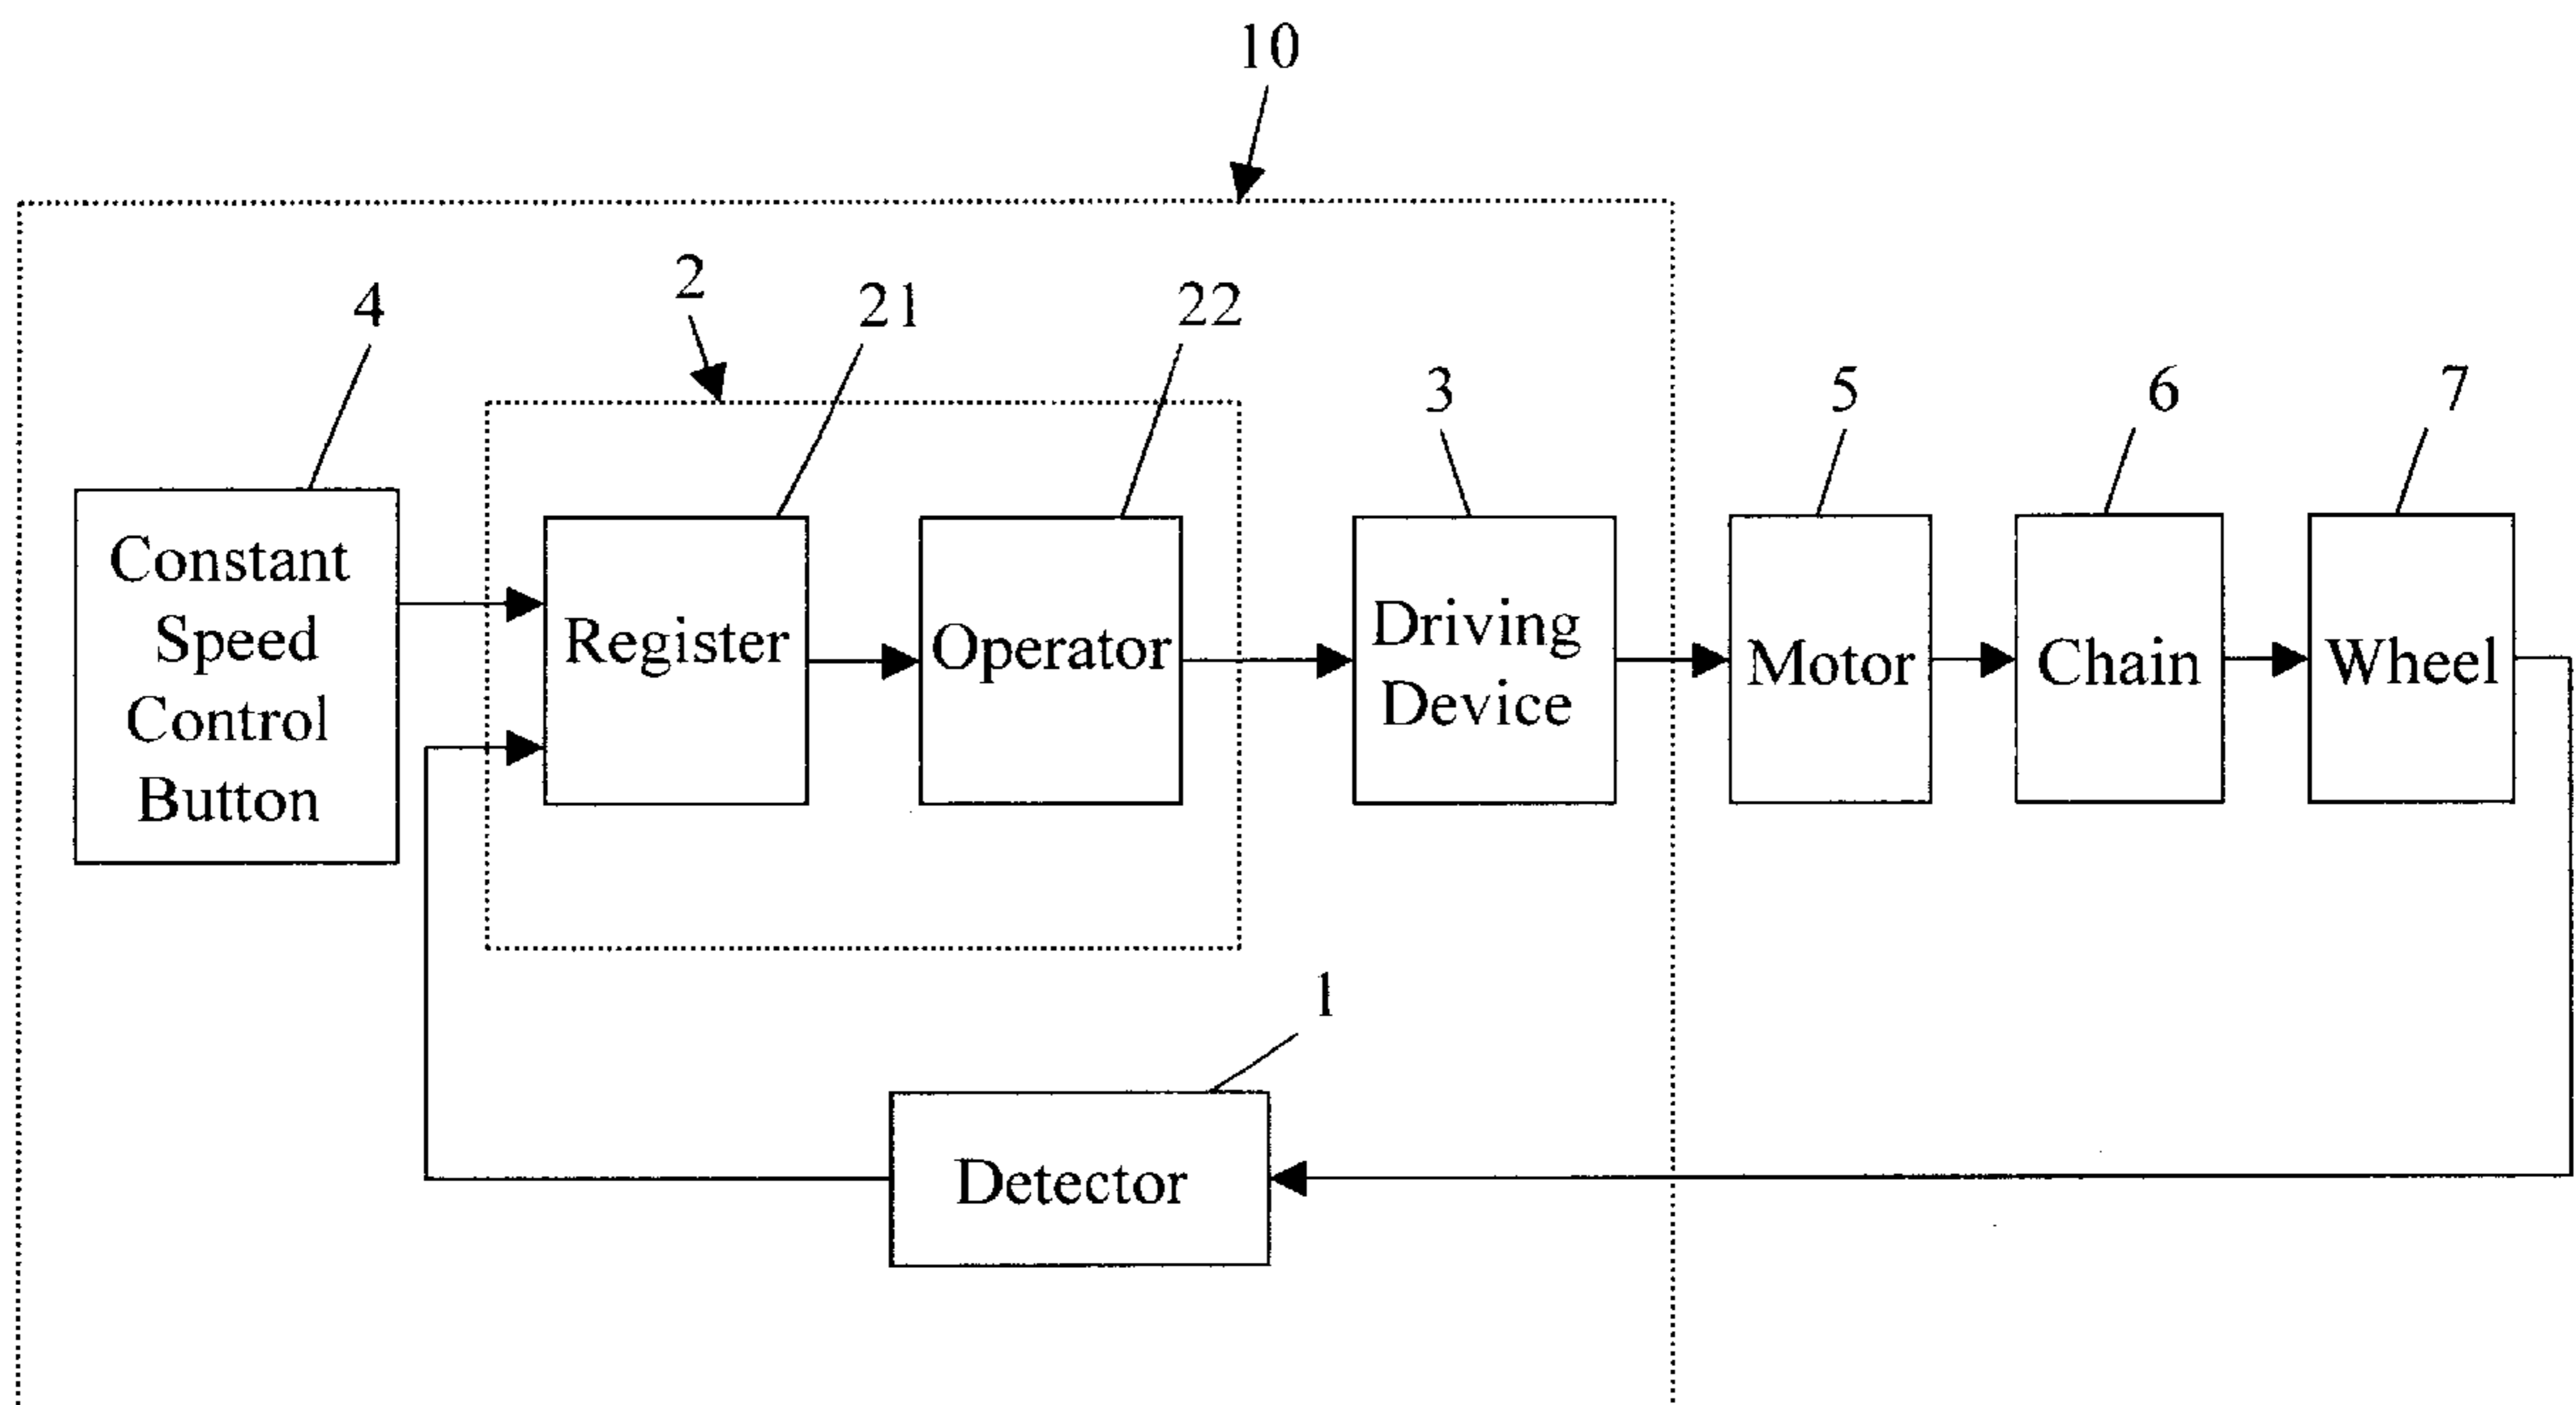 10
2
4
21
22
3
5
6
7
Constant
Speed
Control
Button
Register
Operator
Driving
Device
Motor
Chain
Wheel
1
Detector